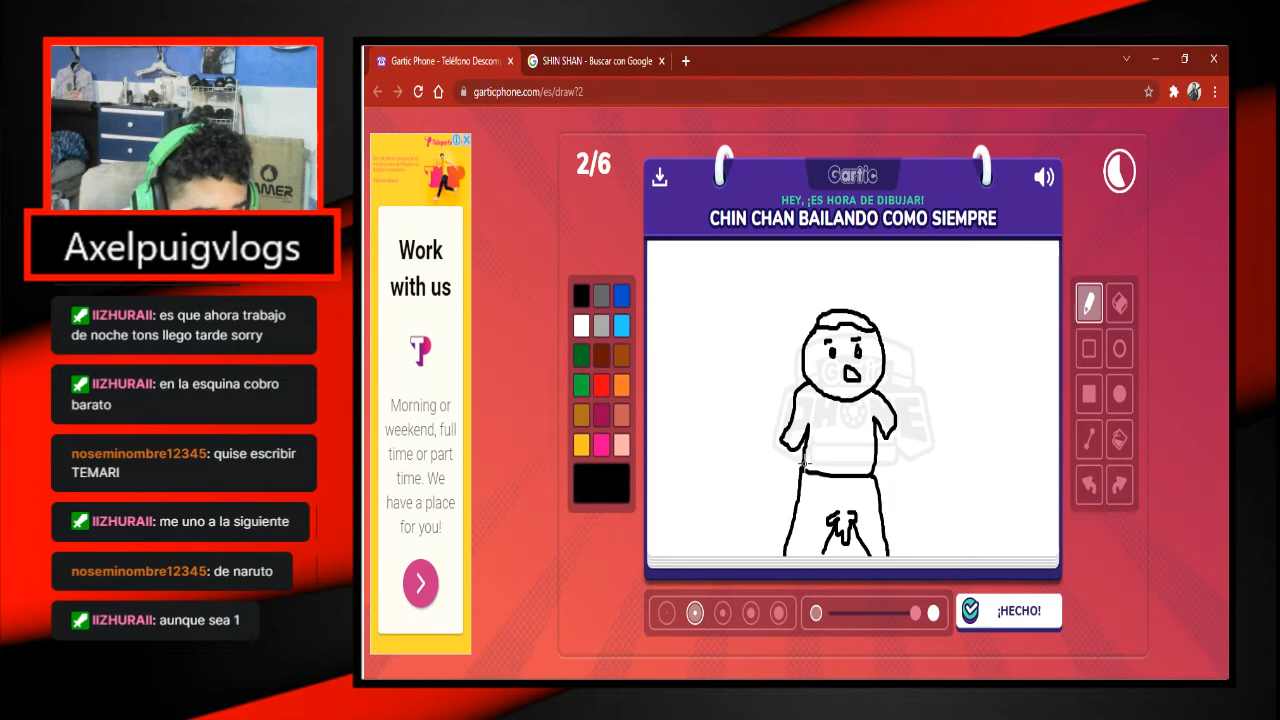 Axelpuigvlogs
IIZHURAII: es que ahora trabajo
de noche tons llego tarde sorry
IIZHURAII: en la esquina cobro
barato
noseminombre12345: quise escribir
TEMARI
IIZHURAII: me uno a la siguiente
noseminombre12345: de naruto
IIZHURAII: aunque sea 1
Gartic Phone - Teléfono Descom
SHIN SHAN - Buscar con Google
garticphone.com/es/draw?2
Work
with us
Morning or
weekend, full
time or part
time. We
have a place
for you!
2/6
Gartic
HEY, ¡ES HORA DE DIBUJAR!
CHIN CHAN BAILANDO COMO SIEMPRE
¡HECHO!